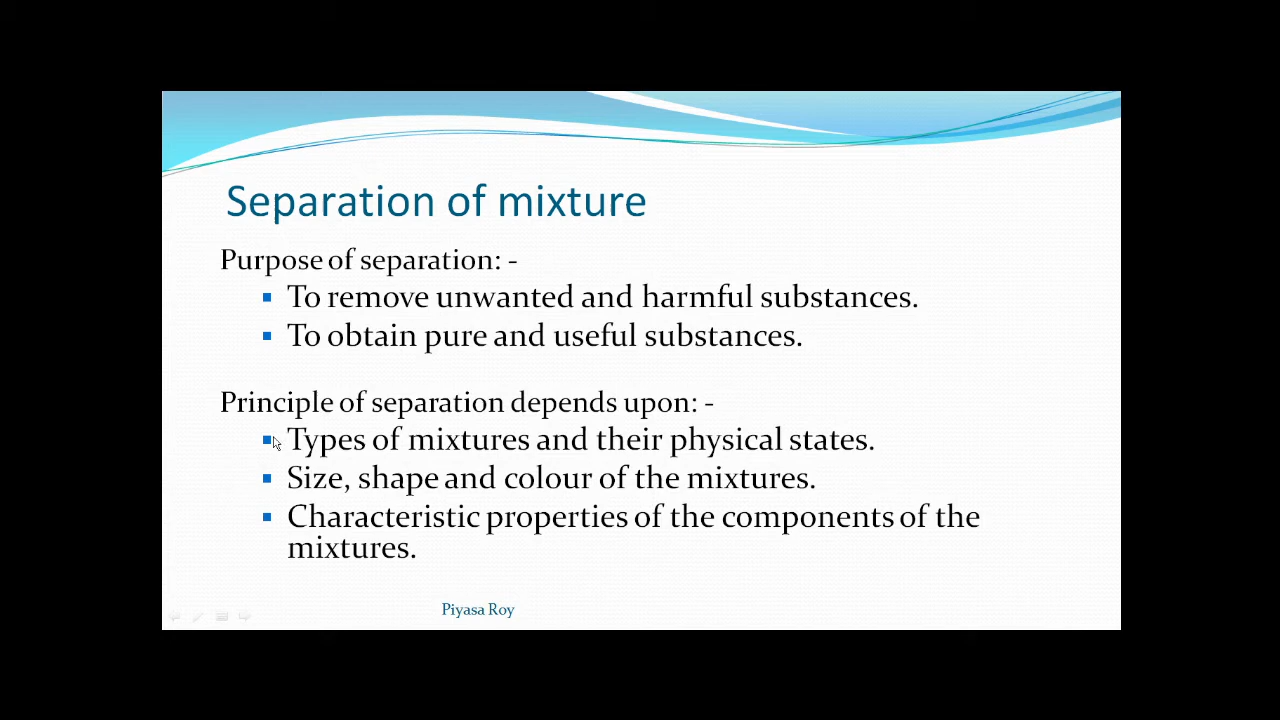 Separation of mixture
Purpose of separation: -
▪ To remove unwanted and harmful substances.
▪ To obtain pure and useful substances.
Principle of separation depends upon: -
▪ Types of mixtures and their physical states.
▪ Size, shape and colour of the mixtures.
▪ Characteristic properties of the components of the
mixtures.
Piyasa Roy